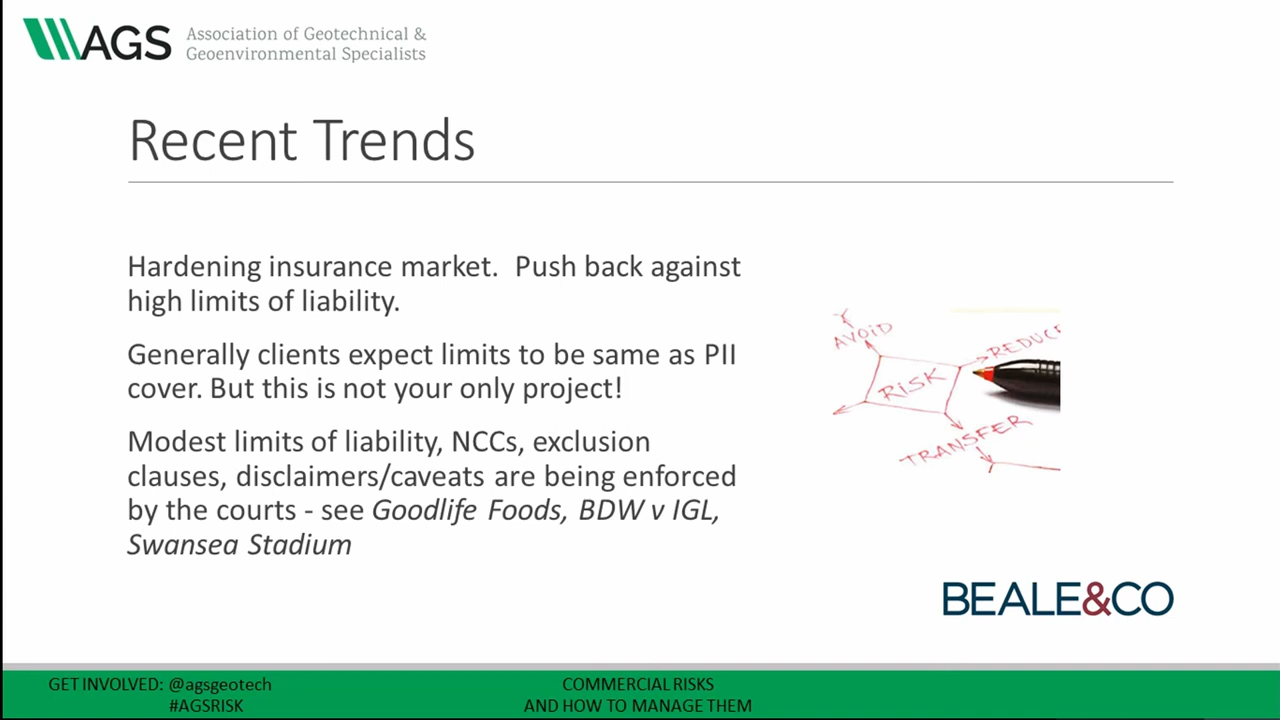 AGS
Association of Geotechnical &
Geoenvironmental Specialists
Recent Trends
Hardening insurance market. Push back against
high limits of liability.
Generally clients expect limits to be same as PII
cover. But this is not your only project!
Modest limits of liability, NCCs, exclusion
clauses, disclaimers/caveats are being enforced
by the courts - see Goodlife Foods, BDW v IGL,
Swansea Stadium
AVOID
REDUC
RISK
TRANSFER
BEALE&CO
GET INVOLVED: @agsgeotech
#AGSRISK
COMMERCIAL RISKS
AND HOW TO MANAGE THEM